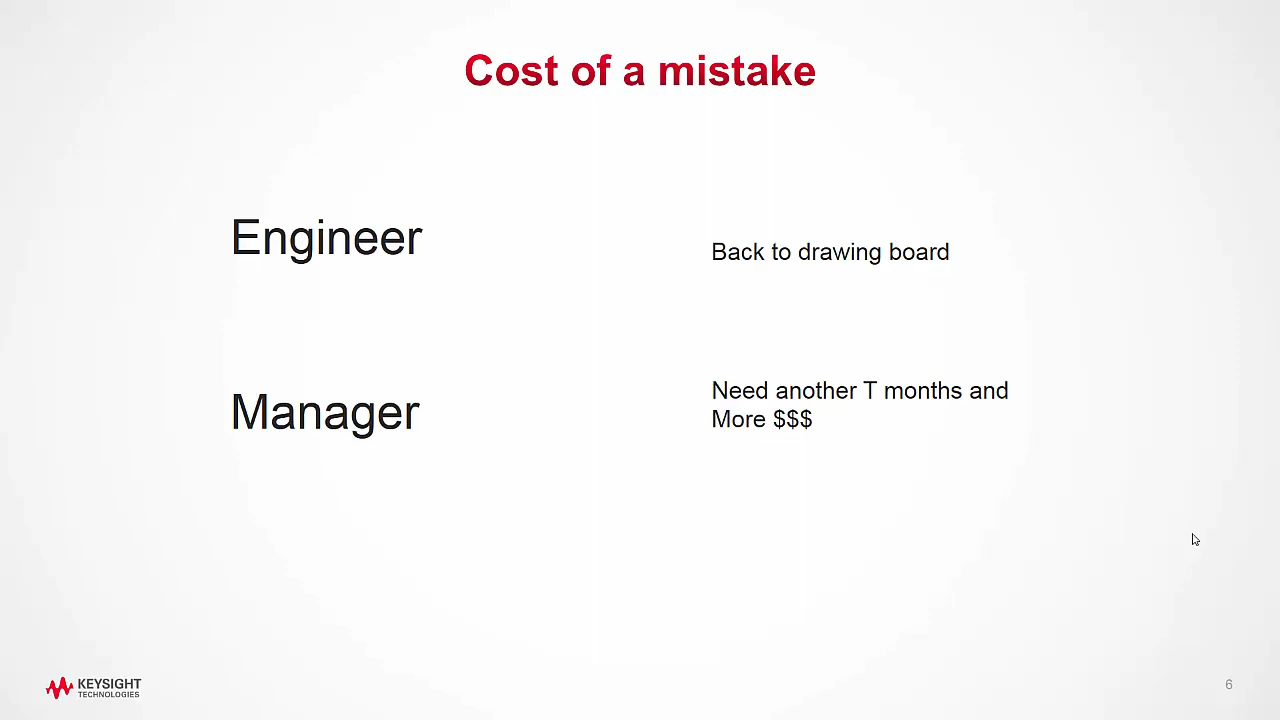 Cost of a mistake
Engineer
Back to drawing board
Manager
Need another T months and
More $$$
KEYSIGHT
TECHNOLOGIES
6